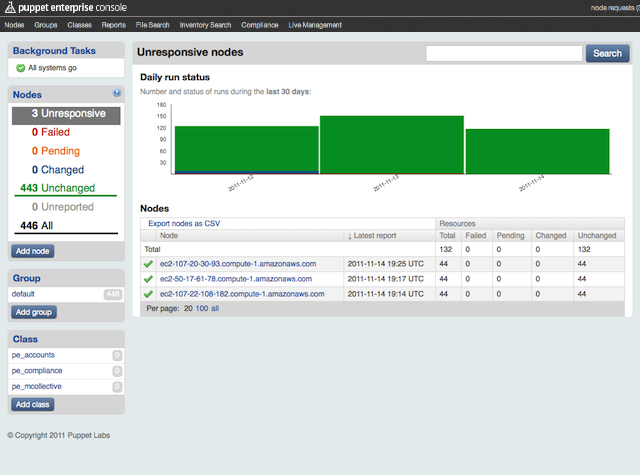 puppet enterprise console
node requests (
Nodes Groups Classes Reports File Search Inventory Search Compliance Live Management
Background Tasks
All systems go
Nodes
3 Unresponsive
0 Failed
0 Pending
0 Changed
443 Unchanged
0 Unreported
446 All
Add node
Group
default 446
Add group
Class
pe_accounts 0
pe_compliance 0
pe_mcollective 0
Add class
© Copyright 2011 Puppet Labs
Unresponsive nodes
Search
Daily run status
Number and status of runs during the last 30 days:
180
150
120
90
60
30
2011-11-12 2011-11-13 2011-11-14
Nodes
Export nodes as CSV Resources
Node ↓ Latest report Total Failed Pending Changed Unchanged
Total 132 0 0 0 132
ec2-107-20-30-93.compute-1.amazonaws.com 2011-11-14 19:25 UTC 44 0 0 0 44
ec2-50-17-61-78.compute-1.amazonaws.com 2011-11-14 19:17 UTC 44 0 0 0 44
ec2-107-22-108-182.compute-1.amazonaws.com 2011-11-14 19:14 UTC 44 0 0 0 44
Per page: 20 100 all